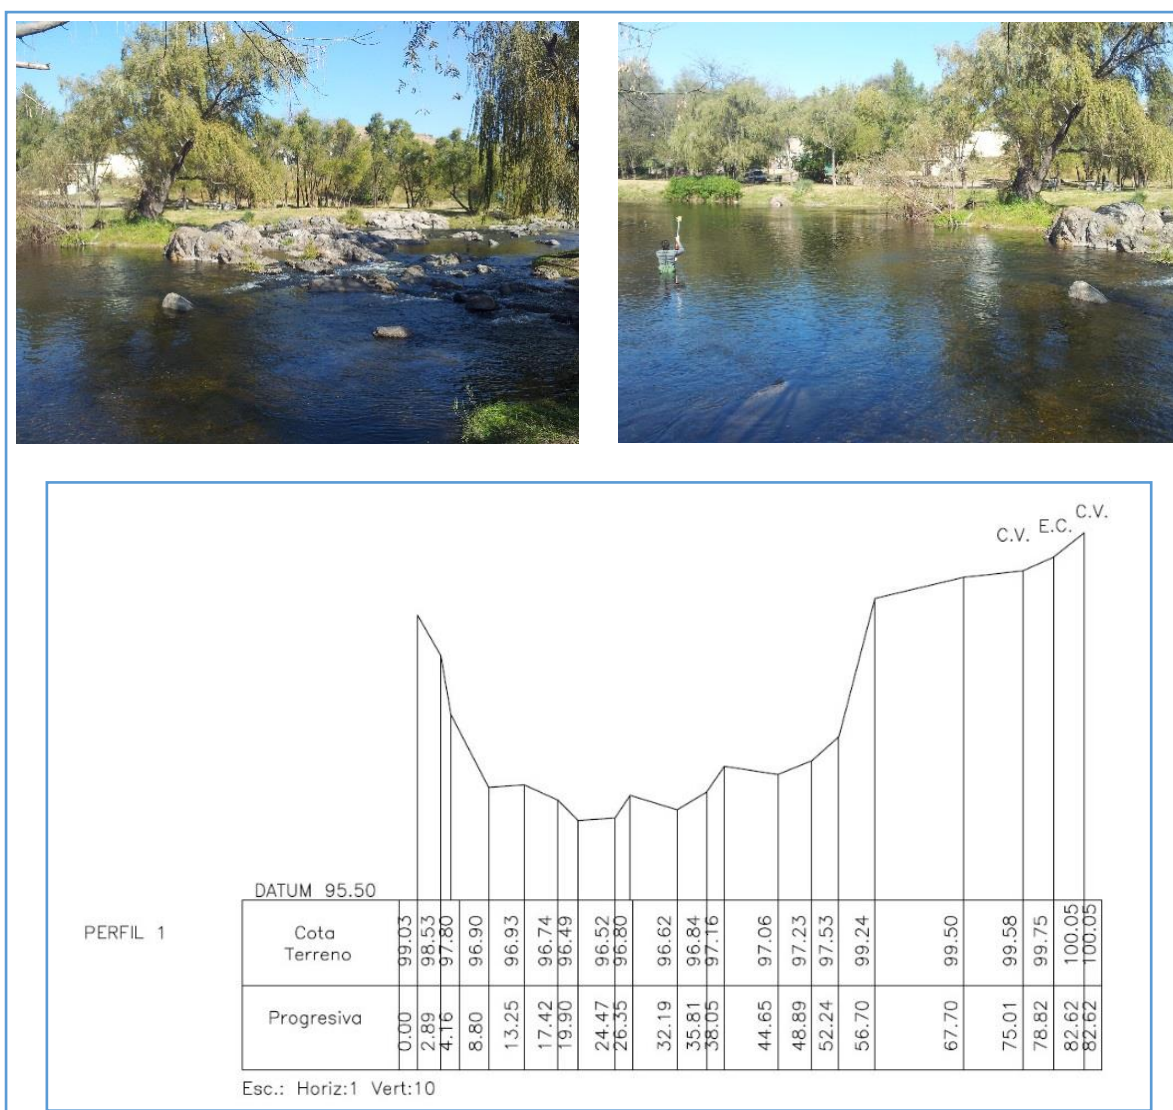 C.V. E.C. C.V.
DATUM 95.50
PERFIL 1
Cota Terreno 99.03 98.53 97.80 96.90 96.93 96.74 96.49 96.52 96.80 96.62 96.84 97.16 97.06 97.23 97.53 99.24 99.50 99.58 99.75 100.05 100.05
Progresiva 0.00 2.89 4.16 8.80 13.25 17.42 19.90 24.47 26.35 32.19 35.81 38.05 44.65 48.89 52.24 56.70 67.70 75.01 78.82 82.62 82.62
Esc.: Horiz:1 Vert:10